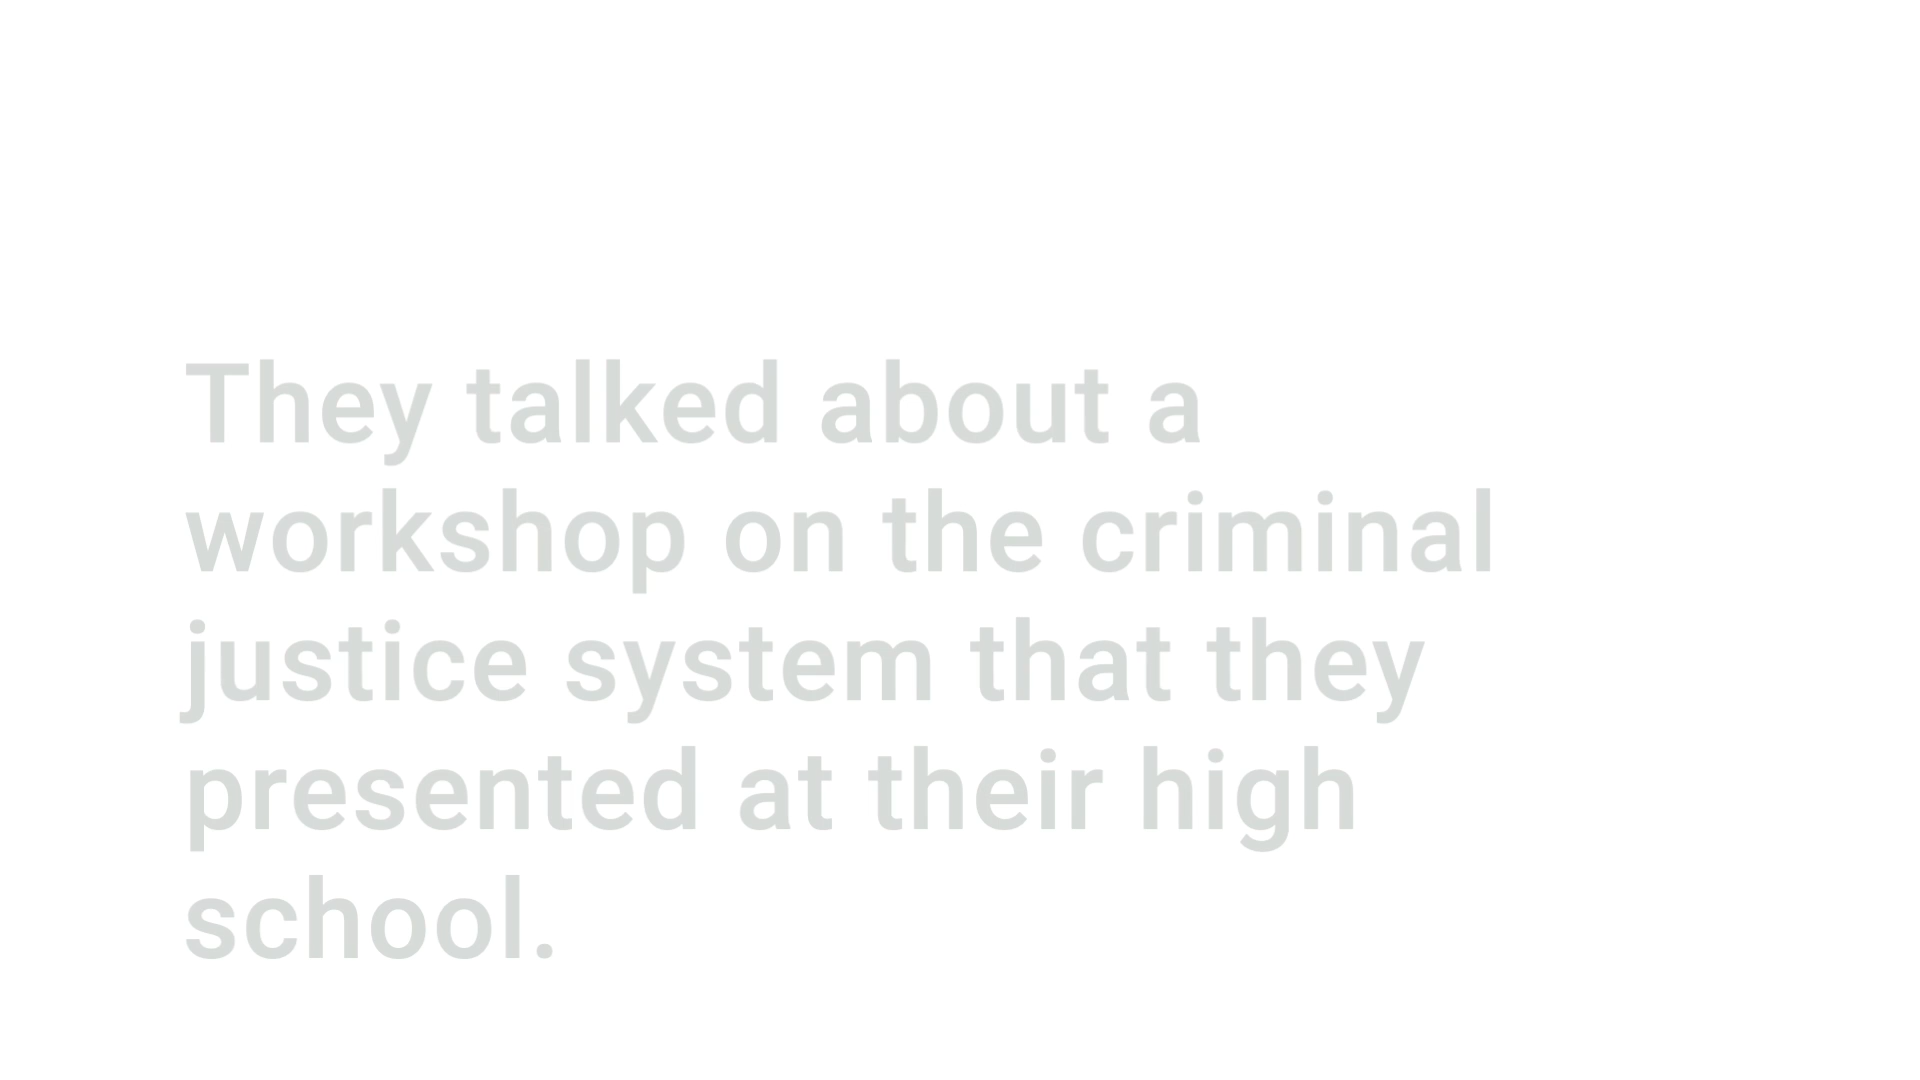 They talked about a
workshop on the criminal
justice system that they
presented at their high
school.